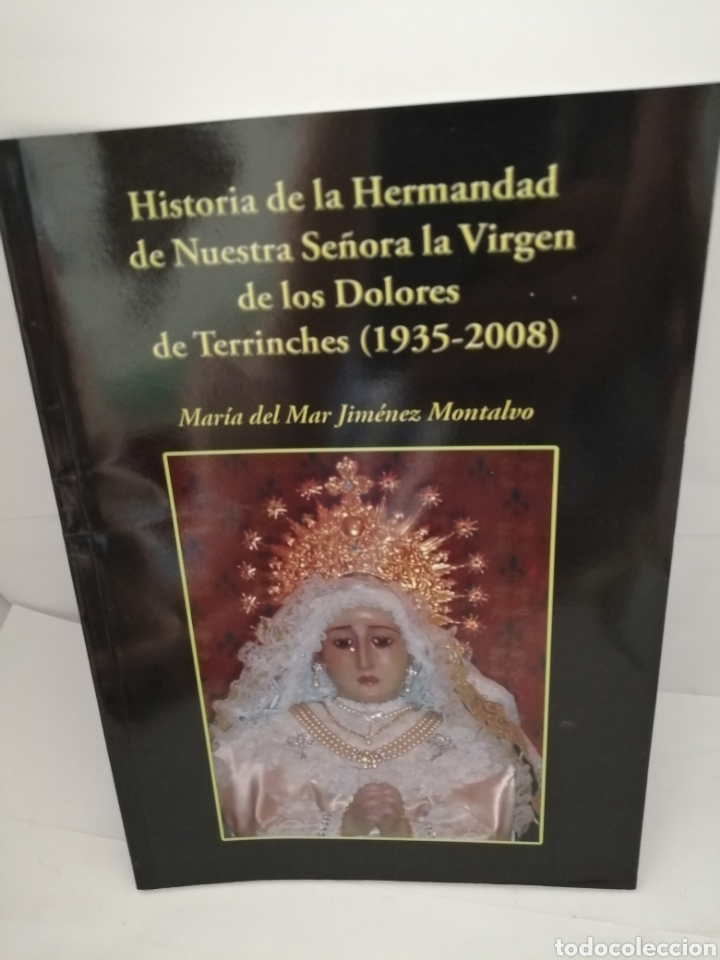 Historia de la Hermandad
de Nuestra Señora la Virgen
de los Dolores
de Terrinches (1935-2008)
María del Mar Jiménez Montalvo
todocoleccion